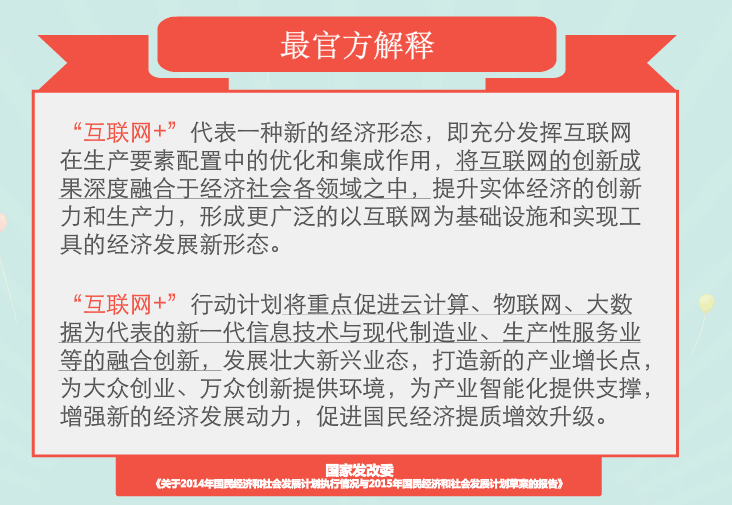 最官方解释
“互联网+”代表一种新的经济形态，即充分发挥互联网
在生产要素配置中的优化和集成作用，将互联网的创新成
果深度融合于经济社会各领域之中，提升实体经济的创新
力和生产力，形成更广泛的以互联网为基础设施和实现工
具的经济发展新形态。
“互联网+”行动计划将重点促进云计算、物联网、大数
据为代表的新一代信息技术与现代制造业、生产性服务业
等的融合创新，发展壮大新兴业态，打造新的产业增长点，
为大众创业、万众创新提供环境，为产业智能化提供支撑，
增强新的经济发展动力，促进国民经济提质增效升级。
国家发改委
《关于2014年国民经济和社会发展计划执行情况与2015年国民经济和社会发展计划草案的报告》